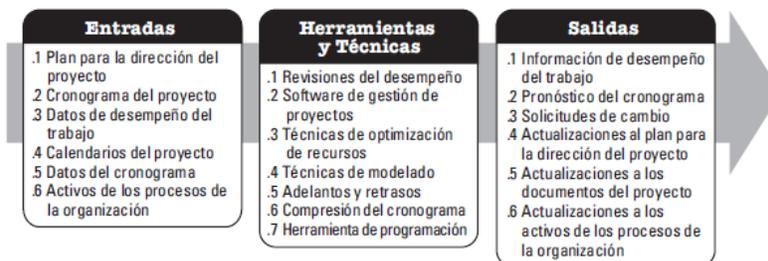 Entradas
.1 Plan para la dirección del
proyecto
.2 Cronograma del proyecto
.3 Datos de desempeño del
trabajo
.4 Calendarios del proyecto
.5 Datos del cronograma
.6 Activos de los procesos de
la organización
Herramientas
y Técnicas
.1 Revisiones del desempeño
.2 Software de gestión de
proyectos
.3 Técnicas de optimización
de recursos
.4 Técnicas de modelado
.5 Adelantos y retrasos
.6 Compresión del cronograma
.7 Herramienta de programación
Salidas
.1 Información de desempeño
del trabajo
.2 Pronóstico del cronograma
.3 Solicitudes de cambio
.4 Actualizaciones al plan para
la dirección del proyecto
.5 Actualizaciones a los
documentos del proyecto
.6 Actualizaciones a los
activos de los procesos de
la organización